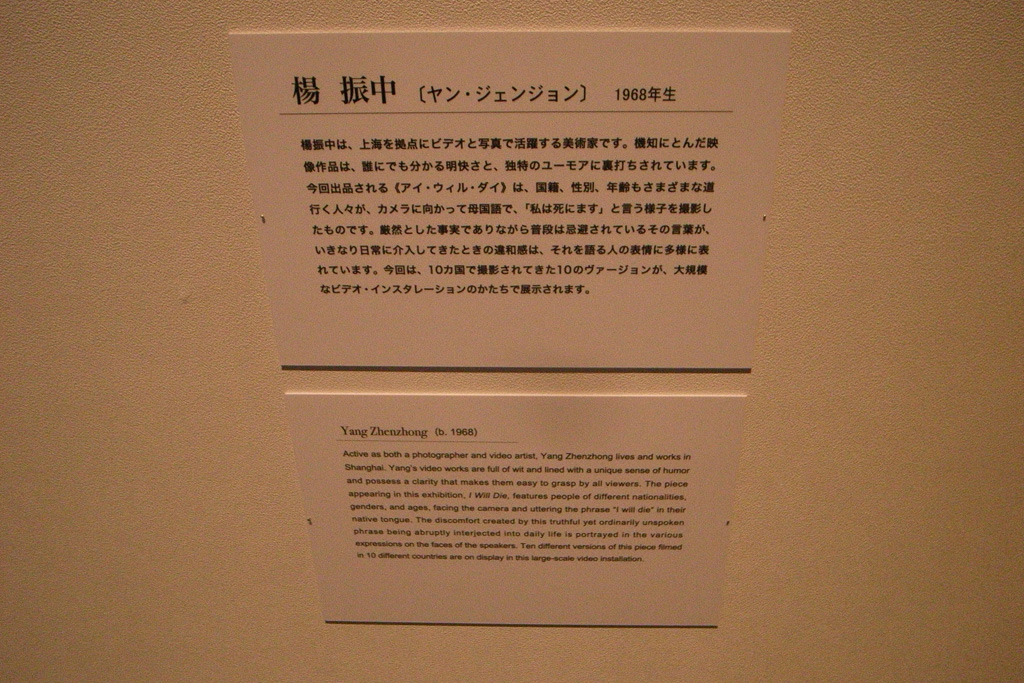 楊 振中 〔ヤン・ジェンジョン〕 1968年生
楊振中は、上海を拠点にビデオと写真で活躍する美術家です。機知にとんだ映
像作品は、誰にでも分かる明快さと、独特のユーモアに裏打ちされています。
今回出品される《アイ・ウィル・ダイ》は、国籍、性別、年齢もさまざまな道
行く人々が、カメラに向かって母国語で、「私は死にます」と言う様子を撮影し
たものです。厳然とした事実でありながら普段は忌避されているその言葉が、
いきなり日常に介入してきたときの違和感は、それを語る人の表情に多様に表
れています。今回は、10カ国で撮影されてきた10のヴァージョンが、大規模
なビデオ・インスタレーションのかたちで展示されます。
Yang Zhenzhong (b. 1968)
Active as both a photographer and video artist, Yang Zhenzhong lives and works in
Shanghai. Yang's video works are full of wit and lined with a unique sense of humor
and possess a clarity that makes them easy to grasp by all viewers. The piece
appearing in this exhibition, I Will Die, features people of different nationalities,
genders, and ages, facing the camera and uttering the phrase "I will die" in their
native tongue. The discomfort created by this truthful yet ordinarily unspoken
phrase being abruptly interjected into daily life is portrayed in the various
expressions on the faces of the speakers. Ten different versions of this piece filmed
in 10 different countries are on display in this large-scale video installation.